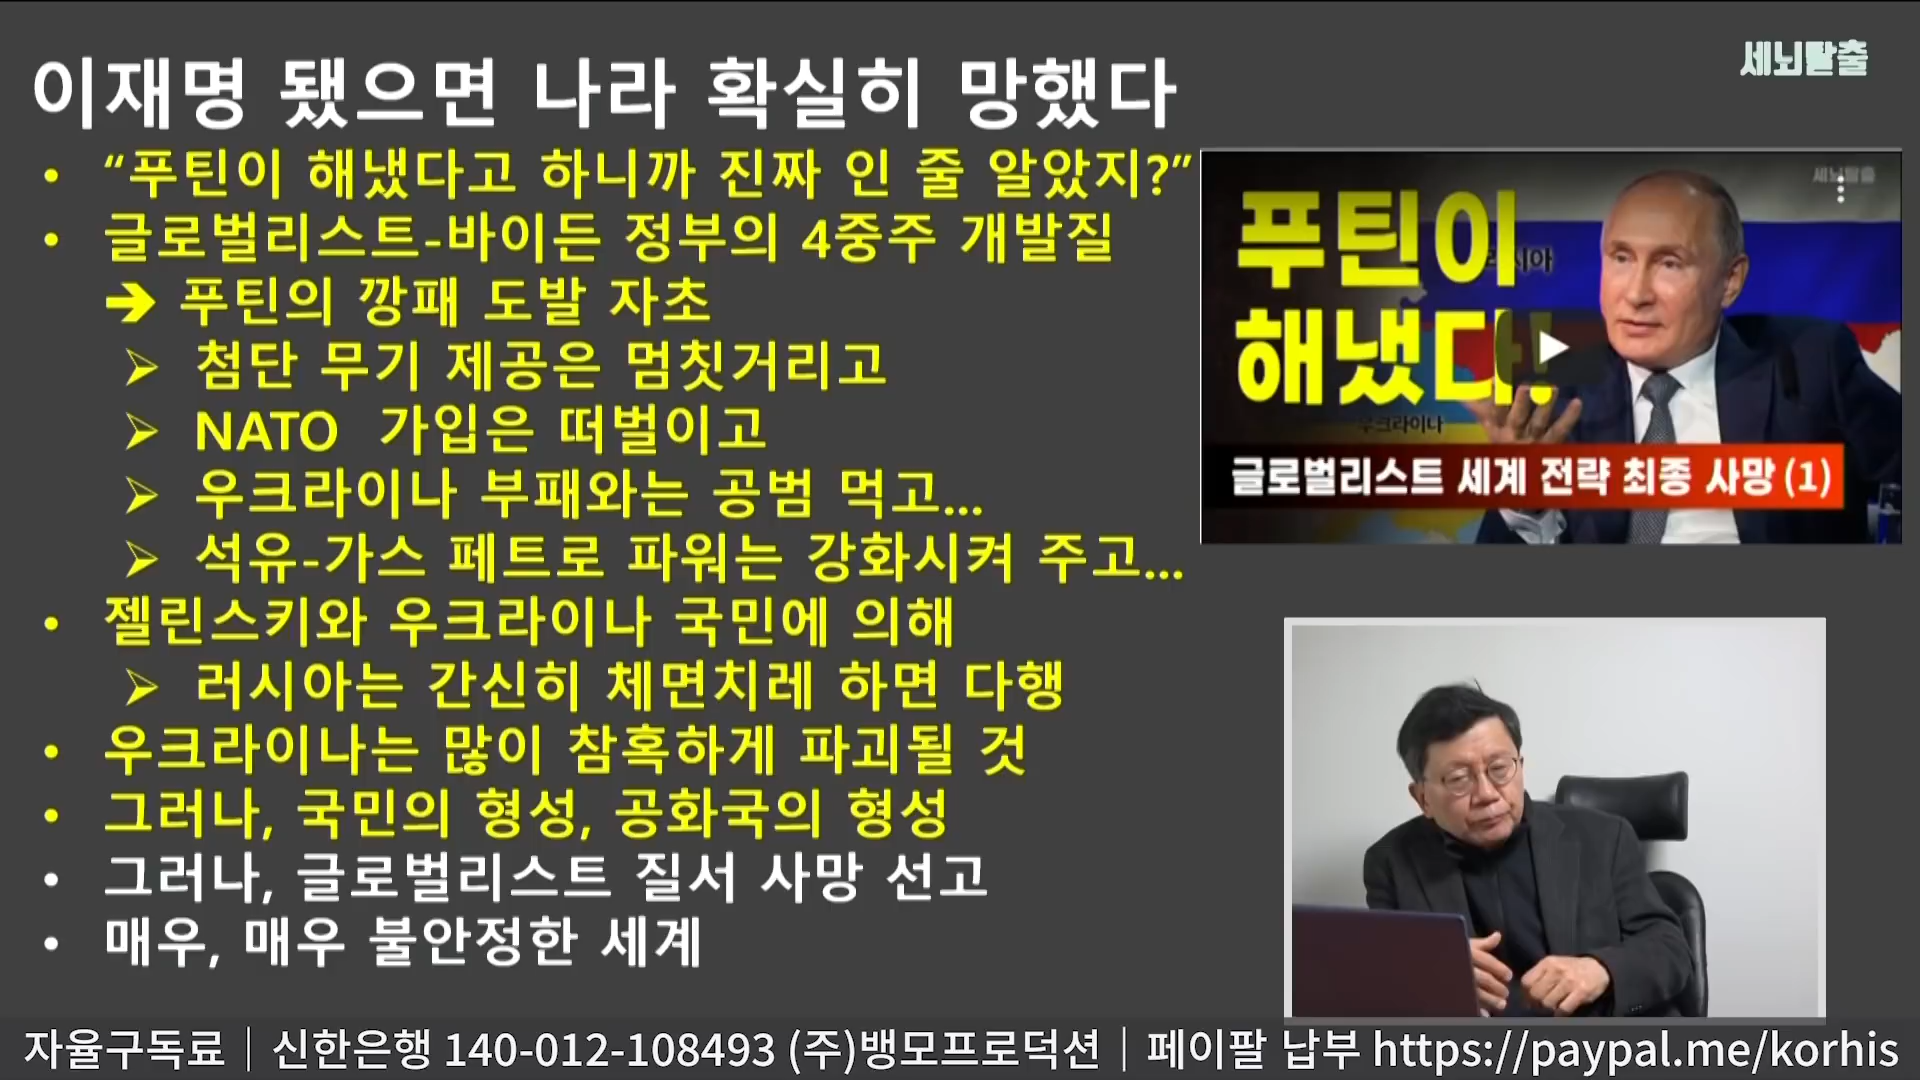 세뇌탈출
이재명 됐으면 나라 확실히 망했다
• “푸틴이 해냈다고 하니까 진짜 인 줄 알았지?”
• 글로벌리스트-바이든 정부의 4중주 개발질
➔ 푸틴의 깡패 도발 자초
➢ 첨단 무기 제공은 멈칫거리고
➢ NATO 가입은 떠벌이고
➢ 우크라이나 부패와는 공범 먹고...
➢ 석유-가스 페트로 파워는 강화시켜 주고...
• 젤린스키와 우크라이나 국민에 의해
➢ 러시아는 간신히 체면치레 하면 다행
• 우크라이나는 많이 참혹하게 파괴될 것
• 그러나, 국민의 형성, 공화국의 형성
• 그러나, 글로벌리스트 질서 사망 선고
• 매우, 매우 불안정한 세계
세뇌탈출
푸틴이
해냈다!
우크라이나
글로벌리스트 세계 전략 최종 사망 (1)
자율구독료 | 신한은행 140-012-108493 (주)뱅모프로덕션 | 페이팔 납부 https://paypal.me/korhis